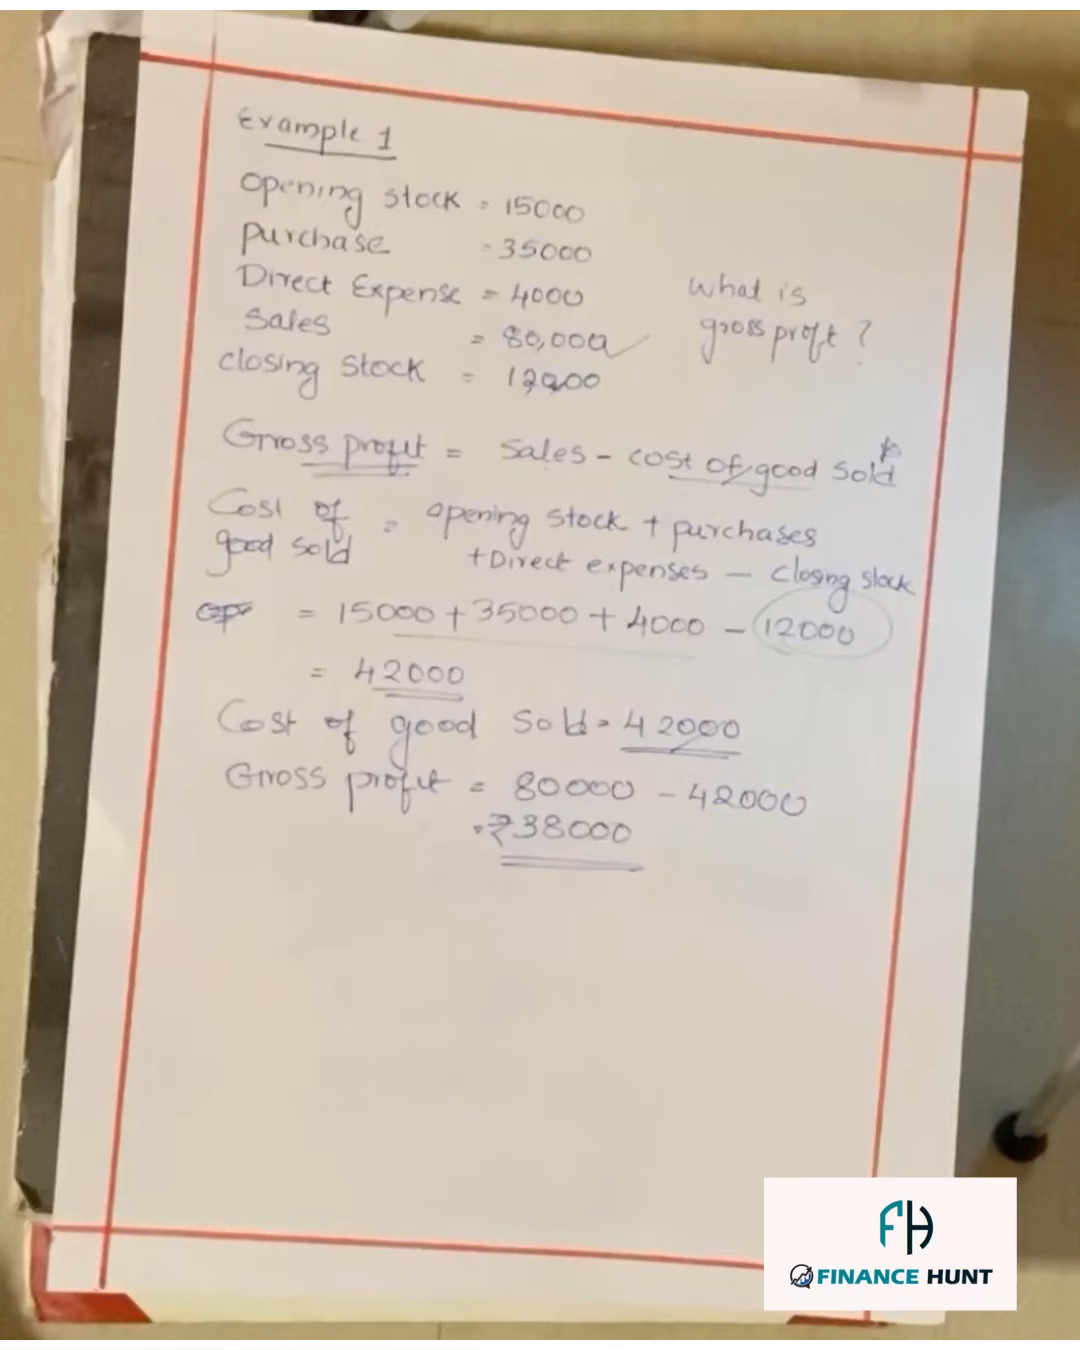 Example 1
opening stock = 15000
purchase = 35000
Direct Expense = 4000
What is
sales = 80,000
gross profit ?
closing stock = 12000
Gross profit = Sales - cost of good sold
Cost of good sold = opening stock + purchases
+ Direct expenses - closing stock
= 15000 + 35000 + 4000 - 12000
= 42000
Cost of good sold = 42000
Gross profit = 80000 - 42000
= ₹38000
FH
FINANCE HUNT